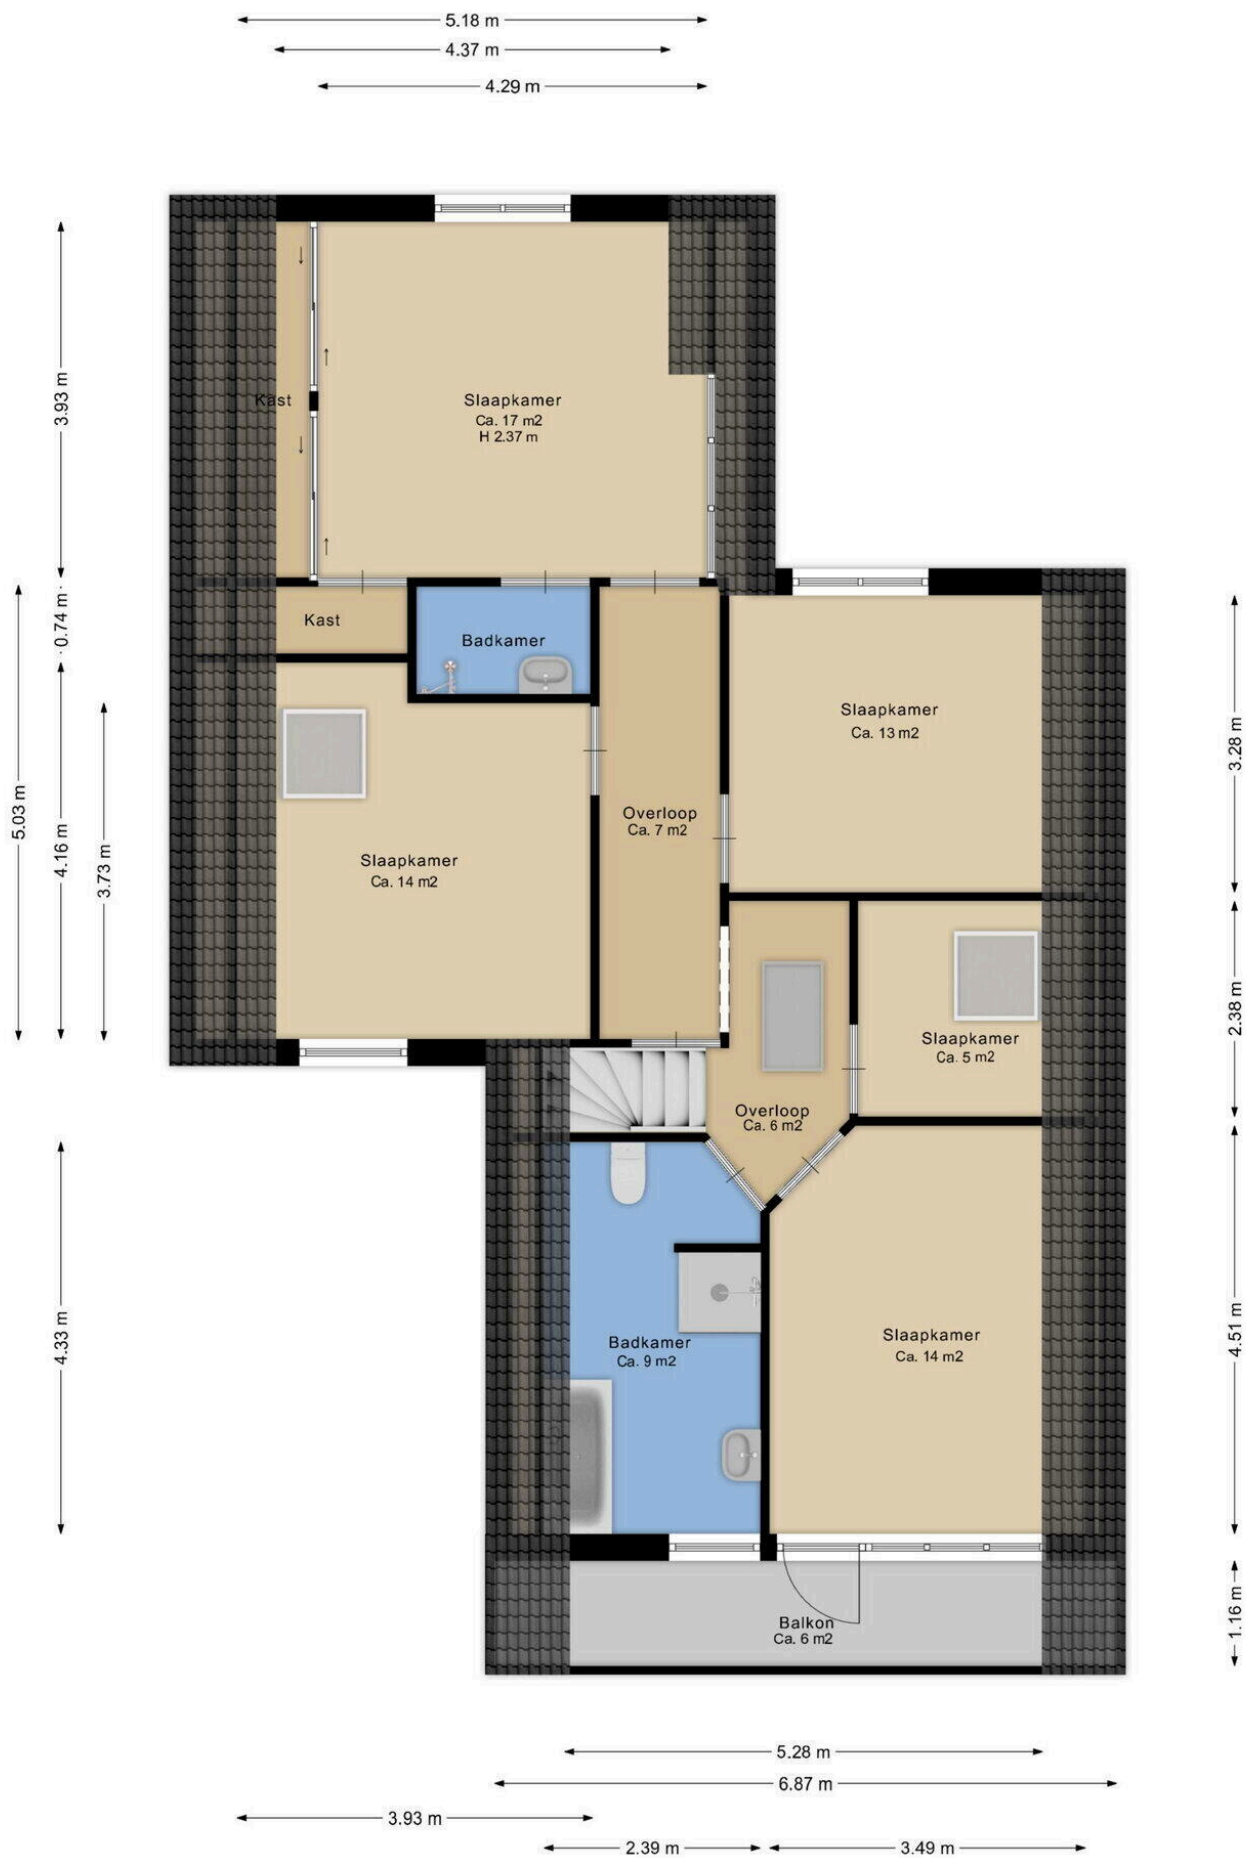 5.18 m
4.37 m
4.29 m
3.93 m
Kast
Slaapkamer
Ca. 17 m2
H 2.37 m
0.74 m
Kast
Badkamer
5.03 m
4.16 m
3.73 m
Slaapkamer
Ca. 14 m2
Overloop
Ca. 7 m2
Slaapkamer
Ca. 13 m2
3.28 m
Slaapkamer
Ca. 5 m2
2.38 m
Overloop
Ca. 6 m2
4.33 m
Badkamer
Ca. 9 m2
Slaapkamer
Ca. 14 m2
4.51 m
Balkon
Ca. 6 m2
1.16 m
5.28 m
6.87 m
3.93 m
2.39 m
3.49 m